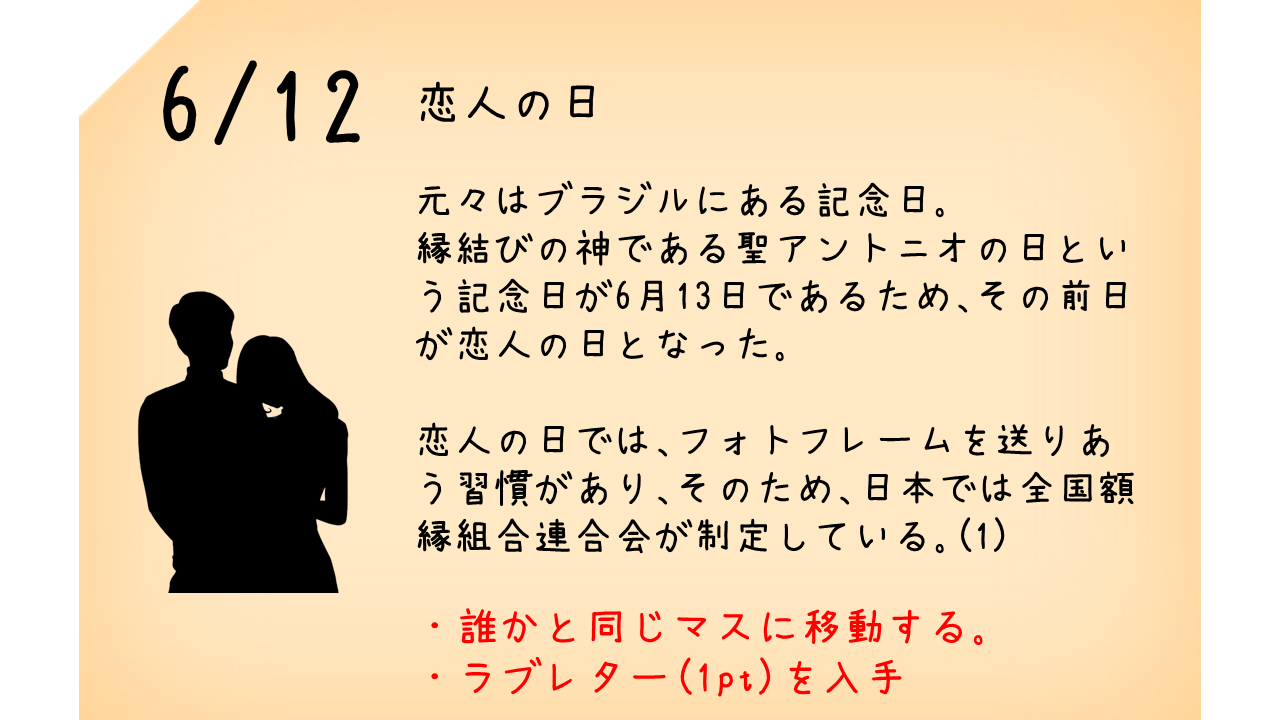 6/12
恋人の日
元々はブラジルにある記念日。
縁結びの神である聖アントニオの日とい
う記念日が6月13日であるため、その前日
が恋人の日となった。
恋人の日では、フォトフレームを送りあ
う習慣があり、そのため、日本では全国額
縁組合連合会が制定している。(1)
・誰かと同じマスに移動する。
・ラブレター(1pt)を入手